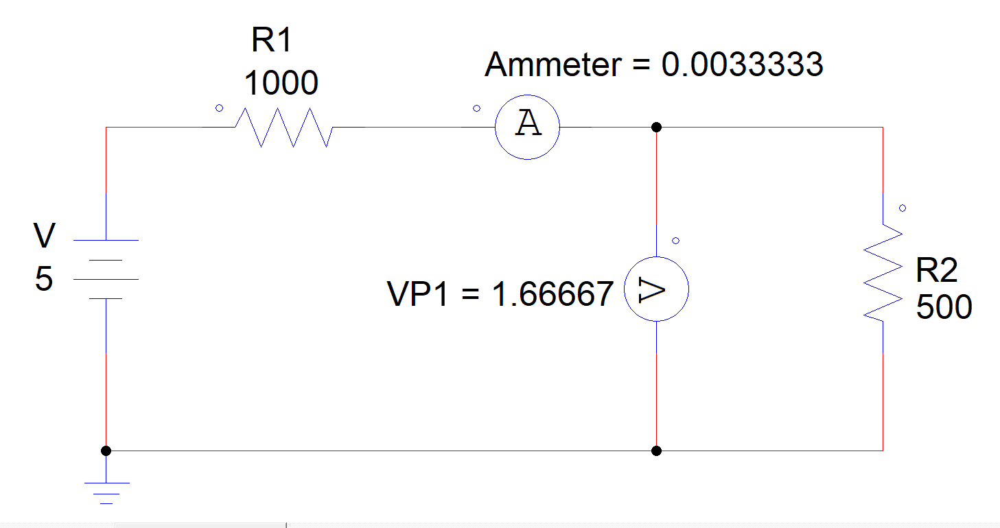 R1
1000
Ammeter = 0.0033333
A
V
5
VP1 = 1.66667
V
R2
500